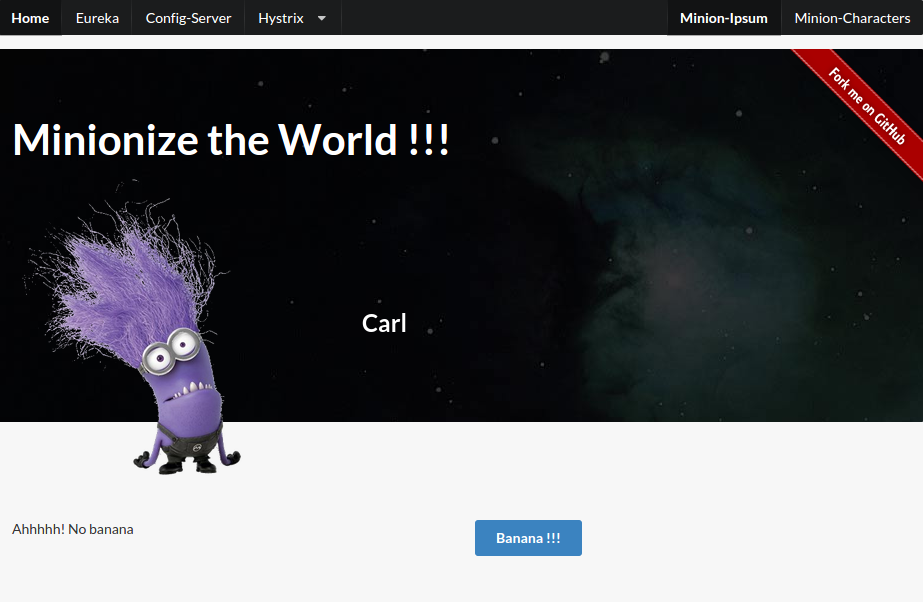 Home Eureka Config-Server Hystrix Minion-Ipsum Minion-Characters
Fork me on GitHub
Minionize the World !!!
Carl
Ahhhhh! No banana
Banana !!!